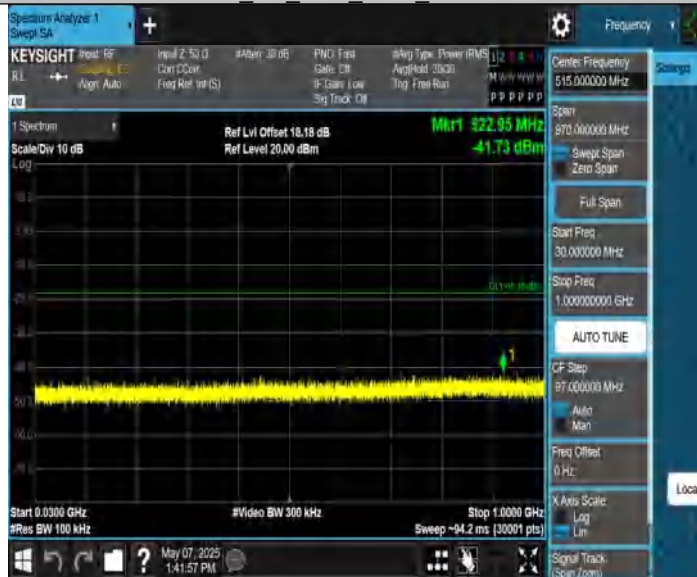 Spectrum Analyzer 1
Swept SA
Frequency
KEYSIGHT
Input: RF
Align: Auto
Corr CCorr
Freq Ref: Int (S)
#Atten: 30 dB
PNO: Fast
Gate: Off
IF Gain: Low
Sig Track: Off
#Avg Type: Power (RMS)
Avg|Hold: 30/30
Trig: Free Run
P P P P P P
1 Spectrum
Scale/Div 10 dB
Log
Ref Lvl Offset 18.18 dB
Ref Level 20.00 dBm
Mkr1 922.95 MHz
-41.73 dBm
1
Start 0.0300 GHz
#Res BW 100 kHz
#Video BW 300 kHz
Stop 1.0000 GHz
Sweep ~94.2 ms (30001 pts)
May 07, 2025
1:41:57 PM
Center Frequency
515.000000 MHz
Settings
Span
970.000000 MHz
Swept Span
Zero Span
Full Span
Start Freq
30.000000 MHz
Stop Freq
1.000000000 GHz
AUTO TUNE
CF Step
97.000000 MHz
Auto
Man
Freq Offset
0 Hz
X Axis Scale
Log
Lin
Signal Track
(Span Zoom)
Loca